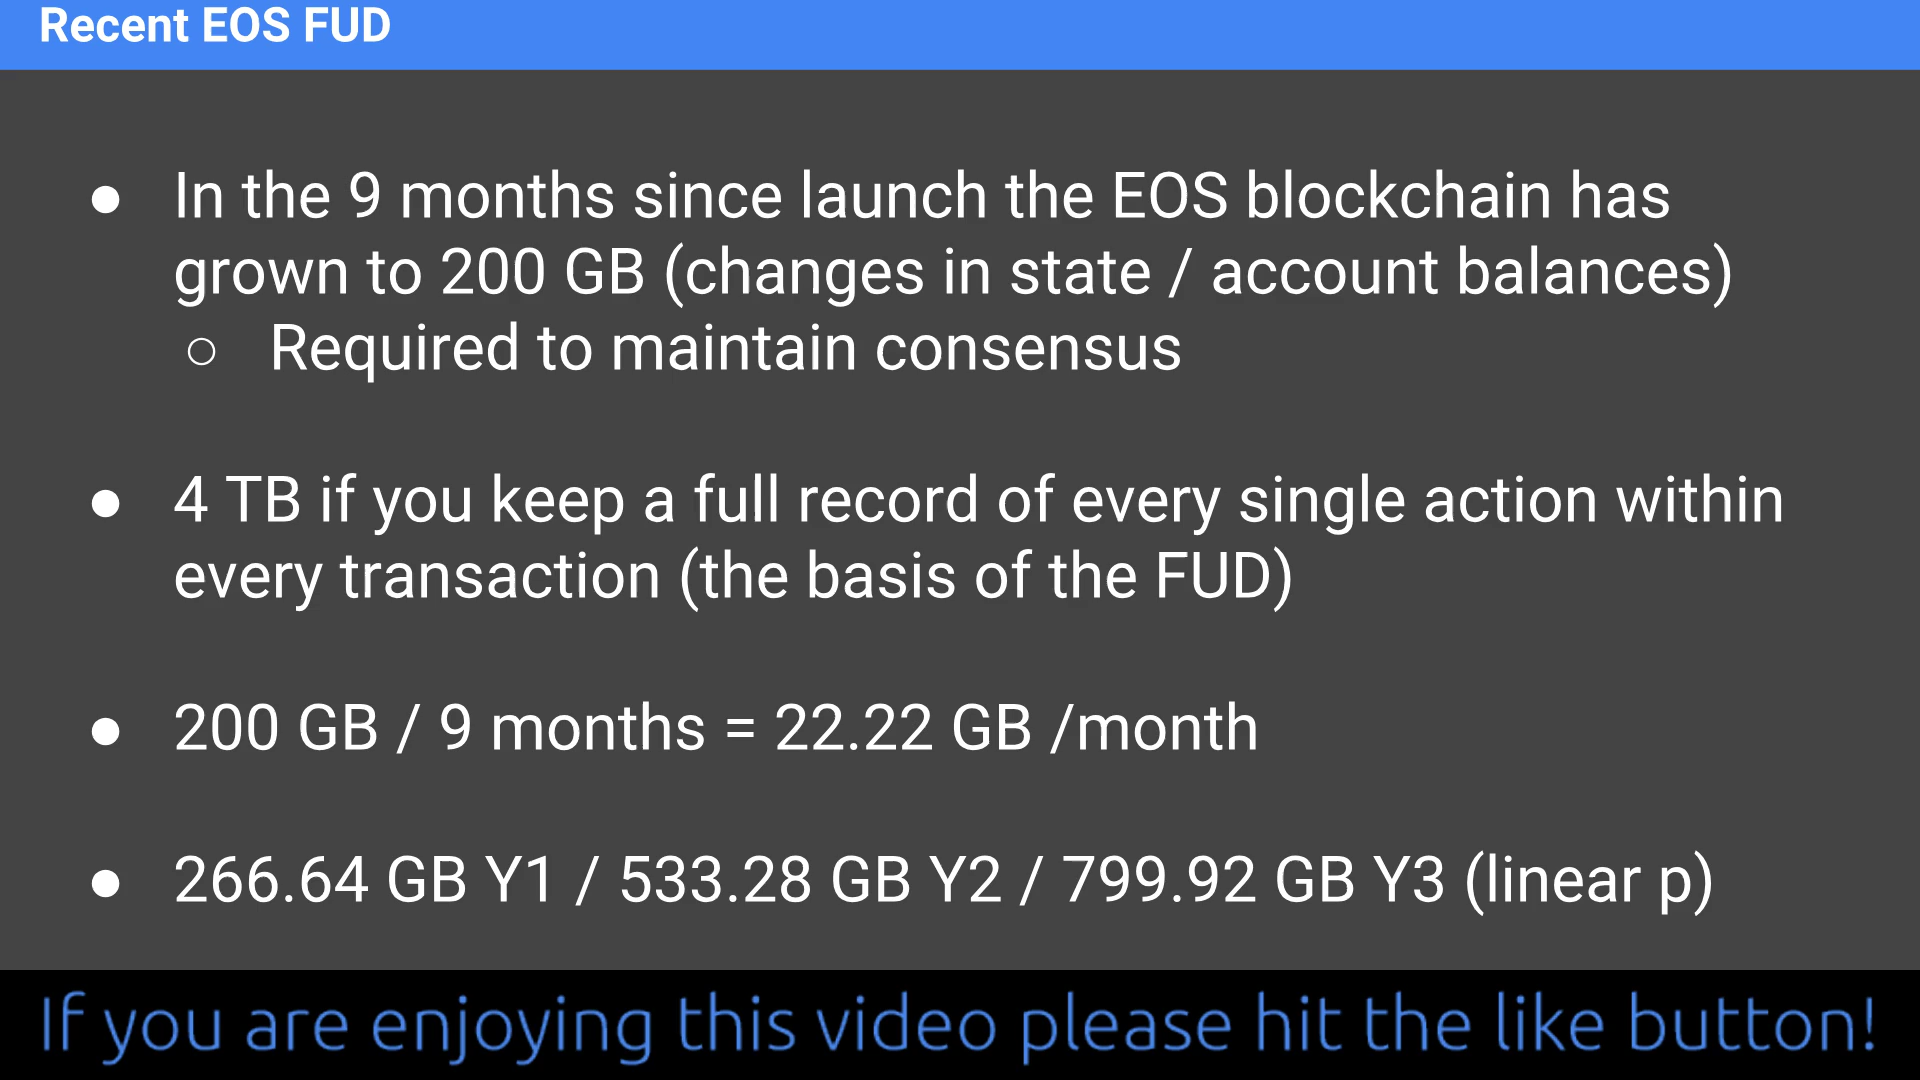 Recent EOS FUD
● In the 9 months since launch the EOS blockchain has
grown to 200 GB (changes in state / account balances)
○ Required to maintain consensus
● 4 TB if you keep a full record of every single action within
every transaction (the basis of the FUD)
● 200 GB / 9 months = 22.22 GB /month
● 266.64 GB Y1 / 533.28 GB Y2 / 799.92 GB Y3 (linear p)
If you are enjoying this video please hit the like button!